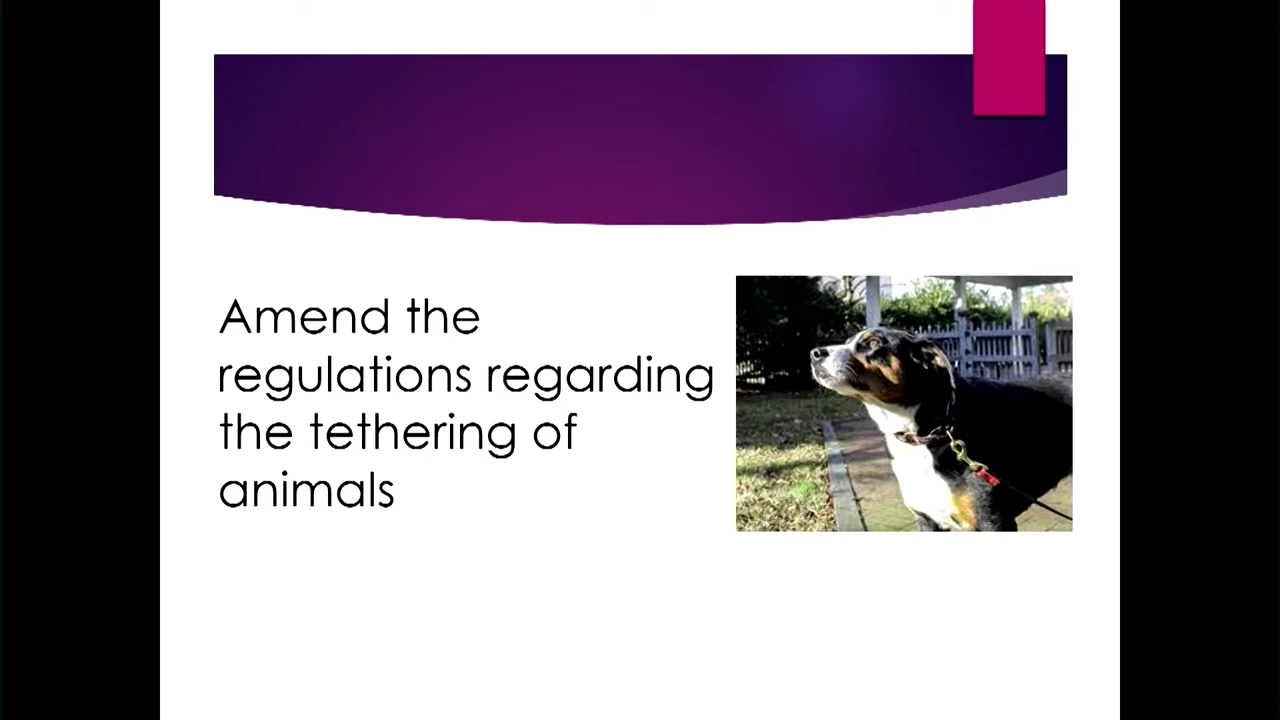 Amend the
regulations regarding
the tethering of
animals